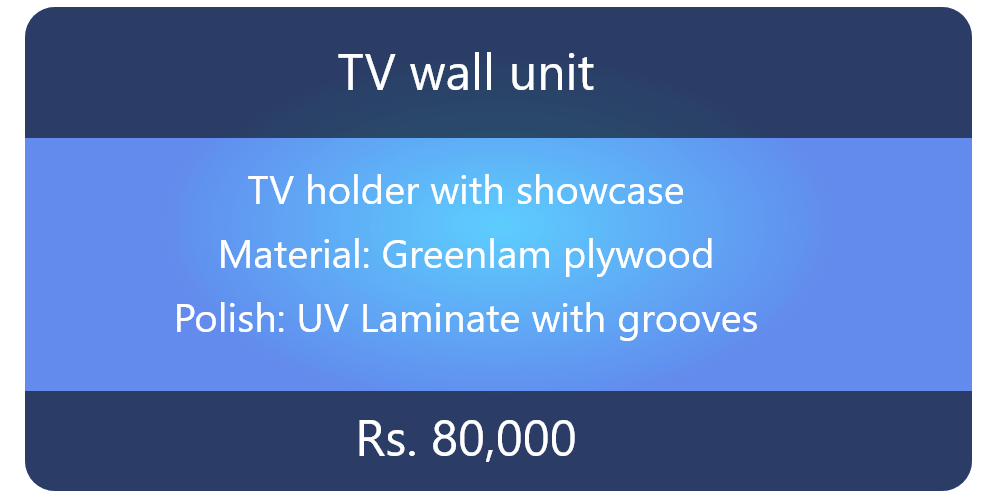 TV wall unit
TV holder with showcase
Material: Greenlam plywood
Polish: UV Laminate with grooves
Rs. 80,000